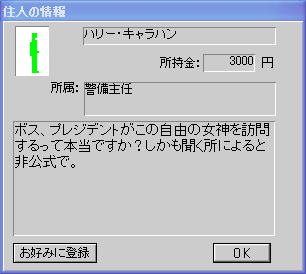 住人の情報
ハリー・キャラハン
所持金: 3000 円
所属: 警備主任
ボス、プレジデントがこの自由の女神を訪問
するって本当ですか？しかも聞く所によると
非公式で。
お好みに登録
OK